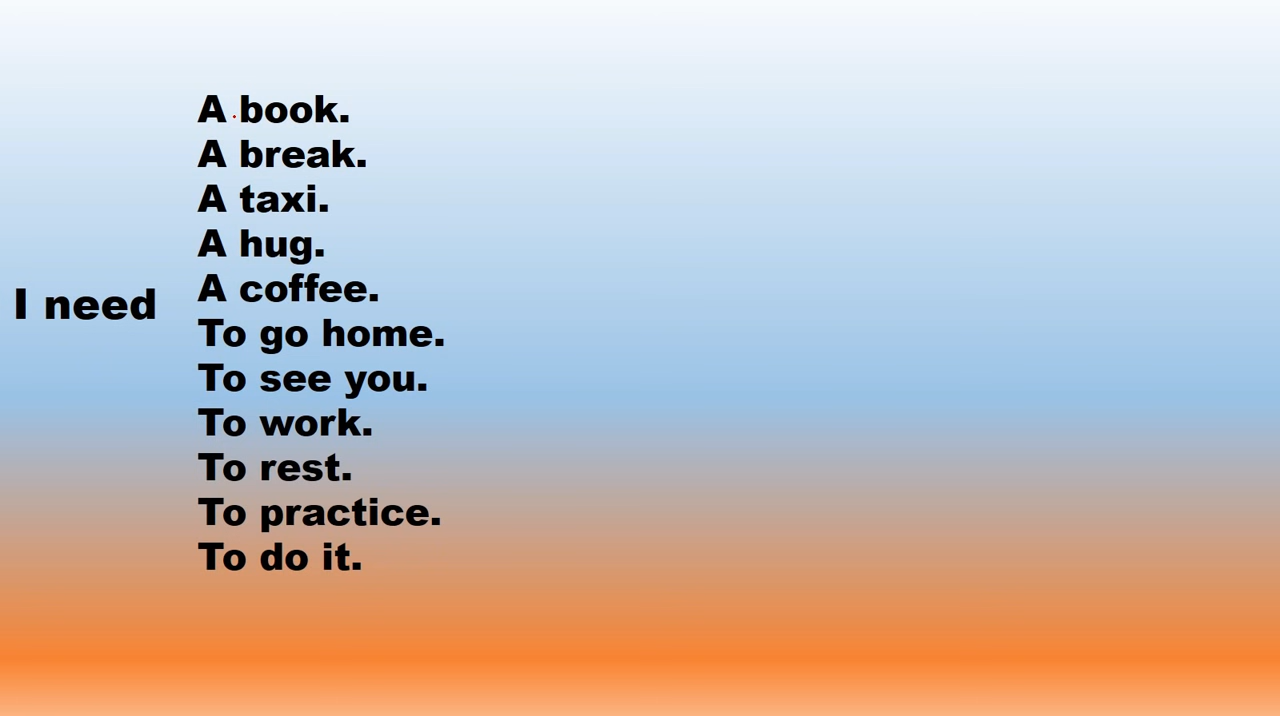 I need
A book.
A break.
A taxi.
A hug.
A coffee.
To go home.
To see you.
To work.
To rest.
To practice.
To do it.